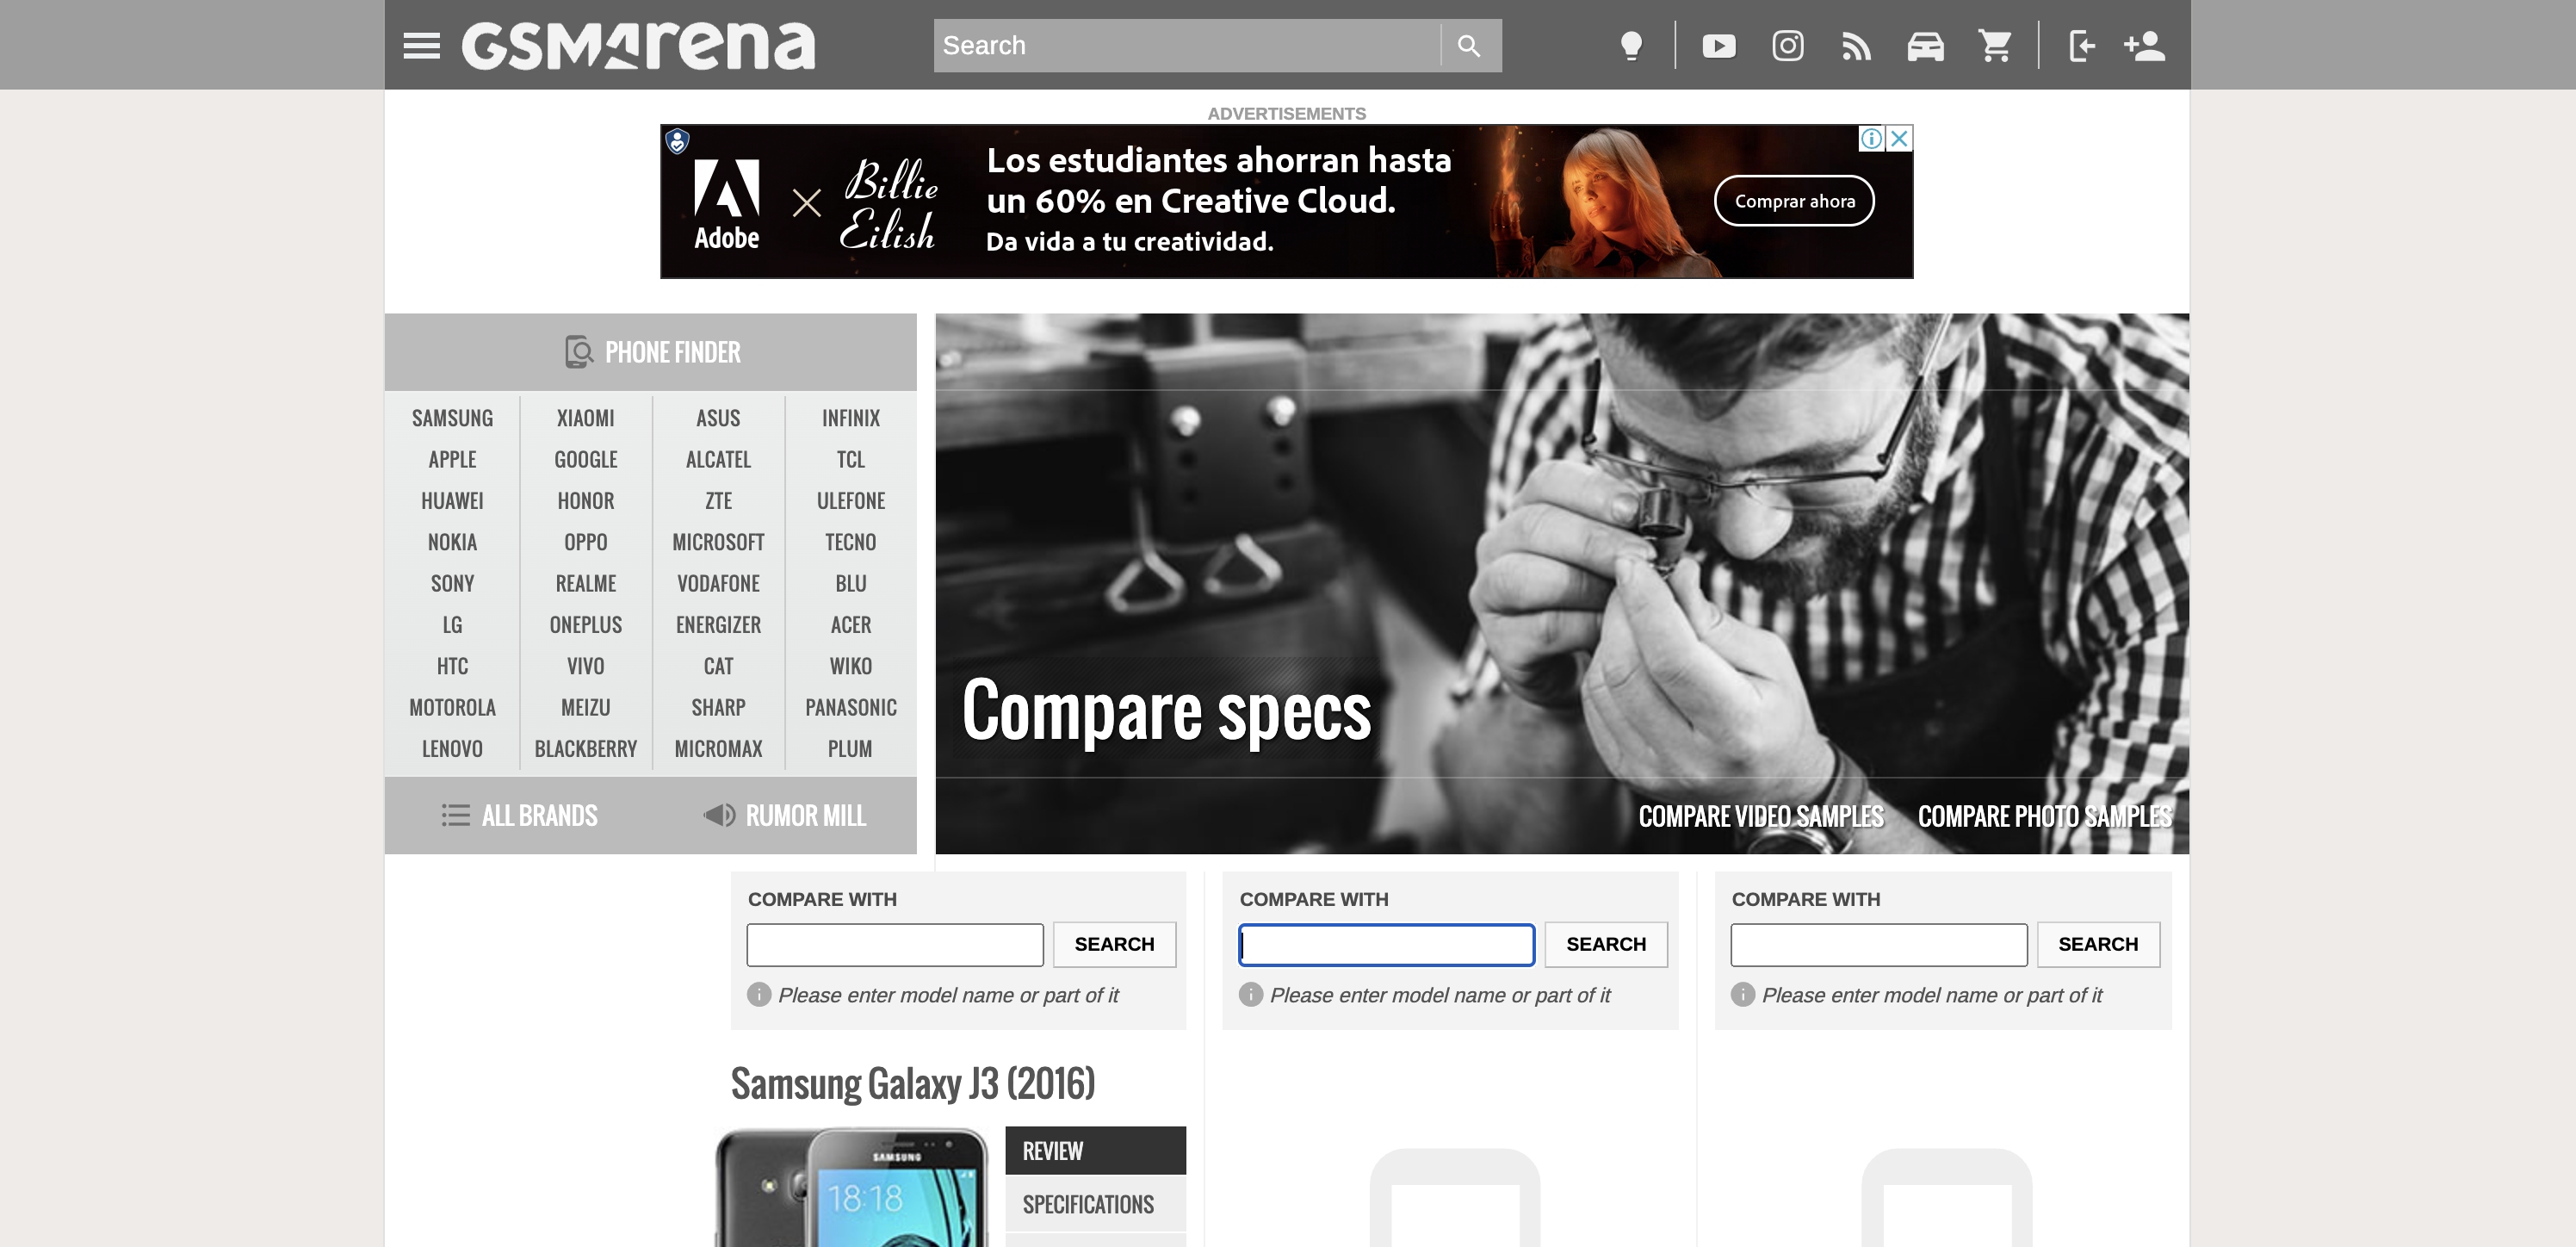 GSMArena
Search
ADVERTISEMENTS
Adobe
Billie
Eilish
Los estudiantes ahorran hasta
un 60% en Creative Cloud.
Da vida a tu creatividad.
Comprar ahora
PHONE FINDER
SAMSUNG XIAOMI ASUS INFINIX
APPLE GOOGLE ALCATEL TCL
HUAWEI HONOR ZTE ULEFONE
NOKIA OPPO MICROSOFT TECNO
SONY REALME VODAFONE BLU
LG ONEPLUS ENERGIZER ACER
HTC VIVO CAT WIKO
MOTOROLA MEIZU SHARP PANASONIC
LENOVO BLACKBERRY MICROMAX PLUM
ALL BRANDS RUMOR MILL
Compare specs
COMPARE VIDEO SAMPLES COMPARE PHOTO SAMPLES
COMPARE WITH
SEARCH
Please enter model name or part of it
COMPARE WITH
SEARCH
Please enter model name or part of it
COMPARE WITH
SEARCH
Please enter model name or part of it
Samsung Galaxy J3 (2016)
SAMSUNG
18:18
REVIEW
SPECIFICATIONS